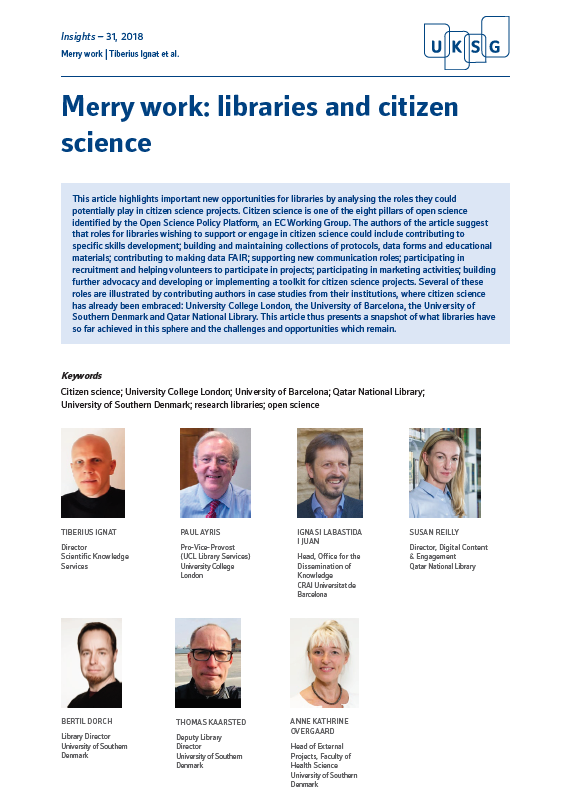 Insights – 31, 2018
Merry work | Tiberius Ignat et al.
UKSG
Merry work: libraries and citizen
science
This article highlights important new opportunities for libraries by analysing the roles they could
potentially play in citizen science projects. Citizen science is one of the eight pillars of open science
identified by the Open Science Policy Platform, an EC Working Group. The authors of the article suggest
that roles for libraries wishing to support or engage in citizen science could include contributing to
specific skills development; building and maintaining collections of protocols, data forms and educational
materials; contributing to making data FAIR; supporting new communication roles; participating in
recruitment and helping volunteers to participate in projects; participating in marketing activities; building
further advocacy and developing or implementing a toolkit for citizen science projects. Several of these
roles are illustrated by contributing authors in case studies from their institutions, where citizen science
has already been embraced: University College London, the University of Barcelona, the University of
Southern Denmark and Qatar National Library. This article thus presents a snapshot of what libraries have
so far achieved in this sphere and the challenges and opportunities which remain.
Keywords
Citizen science; University College London; University of Barcelona; Qatar National Library;
University of Southern Denmark; research libraries; open science
TIBERIUS IGNAT
Director
Scientific Knowledge
Services
PAUL AYRIS
Pro-Vice-Provost
(UCL Library Services)
University College
London
IGNASI LABASTIDA
I JUAN
Head, Office for the
Dissemination of
Knowledge
CRAI Universitat de
Barcelona
SUSAN REILLY
Director, Digital Content
& Engagement
Qatar National Library
BERTIL DORCH
Library Director
University of Southern
Denmark
THOMAS KAARSTED
Deputy Library
Director
University of Southern
Denmark
ANNE KATHRINE
OVERGAARD
Head of External
Projects, Faculty of
Health Science
University of Southern
Denmark